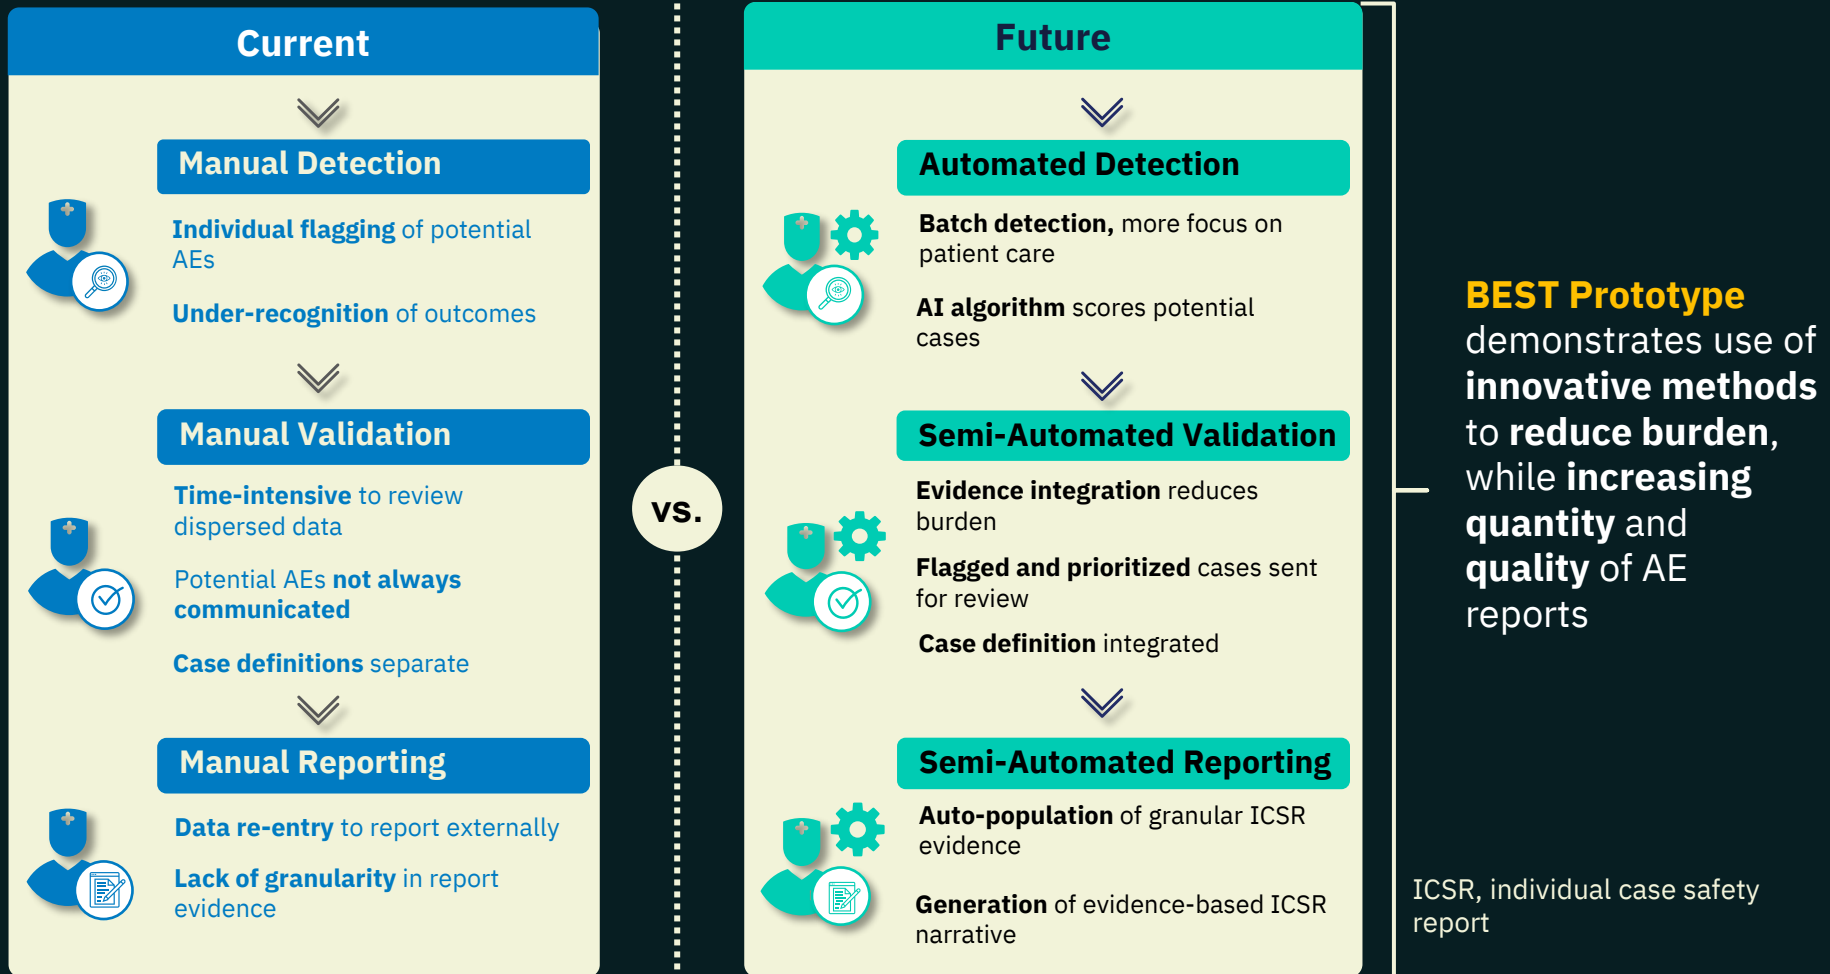 Current
Manual Detection
Individual flagging of potential
AEs
Under-recognition of outcomes
Manual Validation
Time-intensive to review
dispersed data
Potential AEs not always
communicated
Case definitions separate
Manual Reporting
Data re-entry to report externally
Lack of granularity in report
evidence
vs.
Future
Automated Detection
Batch detection, more focus on
patient care
AI algorithm scores potential
cases
Semi-Automated Validation
Evidence integration reduces
burden
Flagged and prioritized cases sent
for review
Case definition integrated
Semi-Automated Reporting
Auto-population of granular ICSR
evidence
Generation of evidence-based ICSR
narrative
BEST Prototype
demonstrates use of
innovative methods
to reduce burden,
while increasing
quantity and
quality of AE
reports
ICSR, individual case safety
report